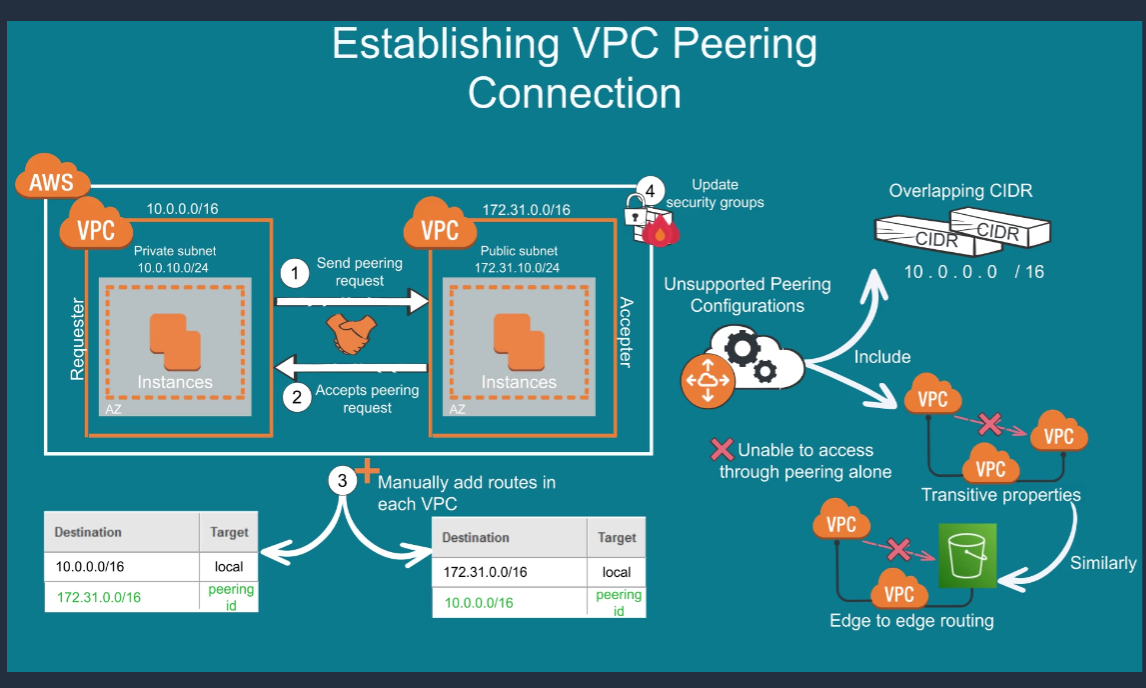 Establishing VPC Peering
Connection
AWS
10.0.0.0/16
VPC
Private subnet
10.0.10.0/24
Requester
Instances
AZ
1
Send peering
request
2
Accepts peering
request
172.31.0.0/16
VPC
Public subnet
172.31.10.0/24
Instances
AZ
Accepter
4
Update
security groups
3
Manually add routes in
each VPC
Destination Target
10.0.0.0/16 local
172.31.0.0/16 peering
id
Destination Target
172.31.0.0/16 local
10.0.0.0/16 peering
id
Unsupported Peering
Configurations
Include
Overlapping CIDR
CIDR
CIDR
10 . 0 . 0 . 0 / 16
Unable to access
through peering alone
VPC
VPC
VPC
Transitive properties
Similarly
VPC
VPC
Edge to edge routing